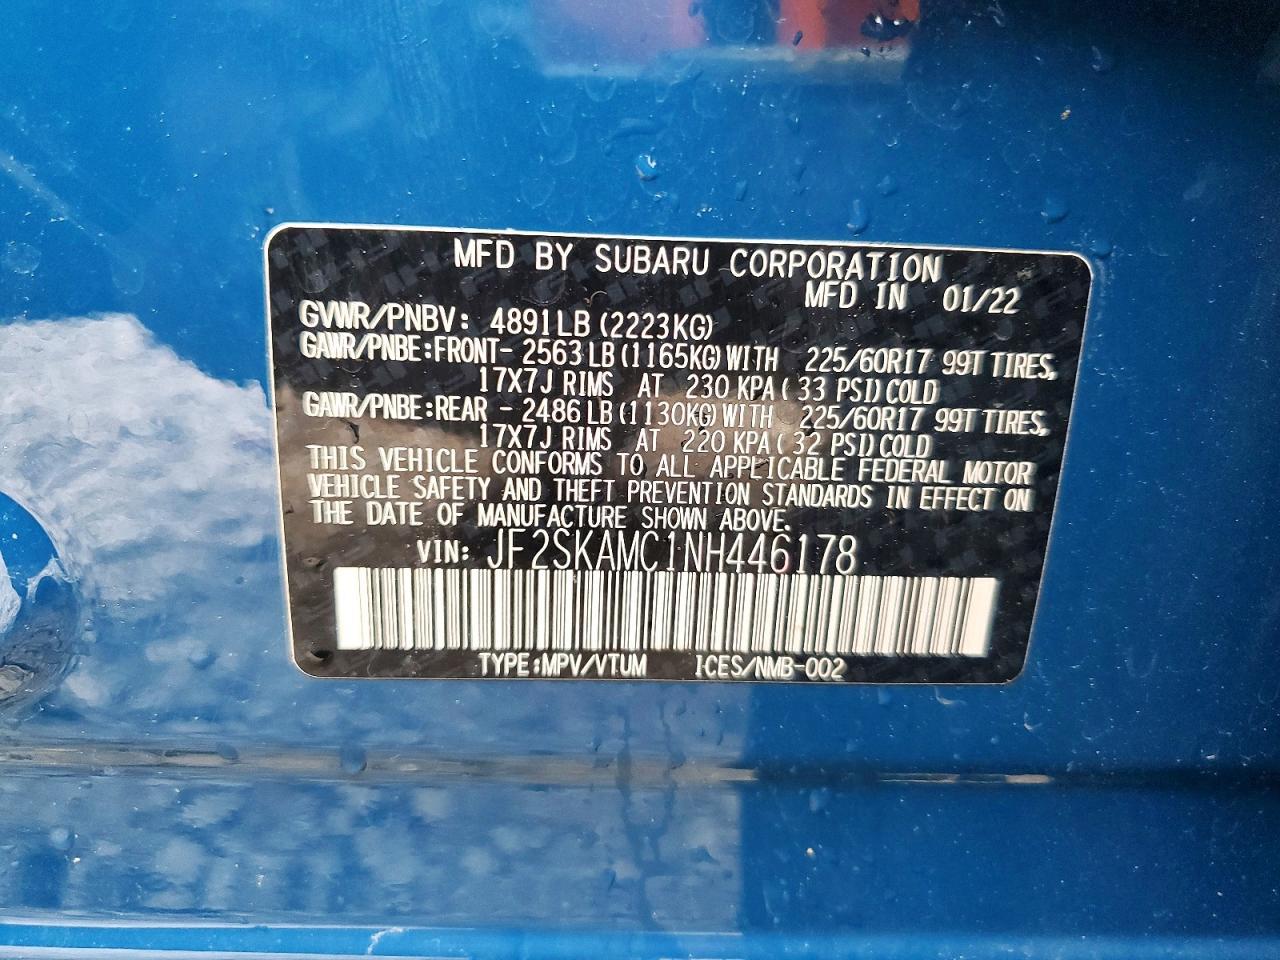 MFD BY SUBARU CORPORATION
MFD IN 01/22
GVWR/PNBV: 4891LB (2223KG)
GAWR/PNBE:FRONT- 2563 LB (1165KG) WITH 225/60R17 99T TIRES,
17X7J RIMS AT 230 KPA ( 33 PSI) COLD
GAWR/PNBE:REAR - 2486 LB (1130KG) WITH 225/60R17 99T TIRES,
17X7J RIMS AT 220 KPA ( 32 PSI) COLD
THIS VEHICLE CONFORMS TO ALL APPLICABLE FEDERAL MOTOR
VEHICLE SAFETY AND THEFT PREVENTION STANDARDS IN EFFECT ON
THE DATE OF MANUFACTURE SHOWN ABOVE.
VIN: JF2SKAMC1NH446178
TYPE:MPV/VTUM ICES/NMB-002